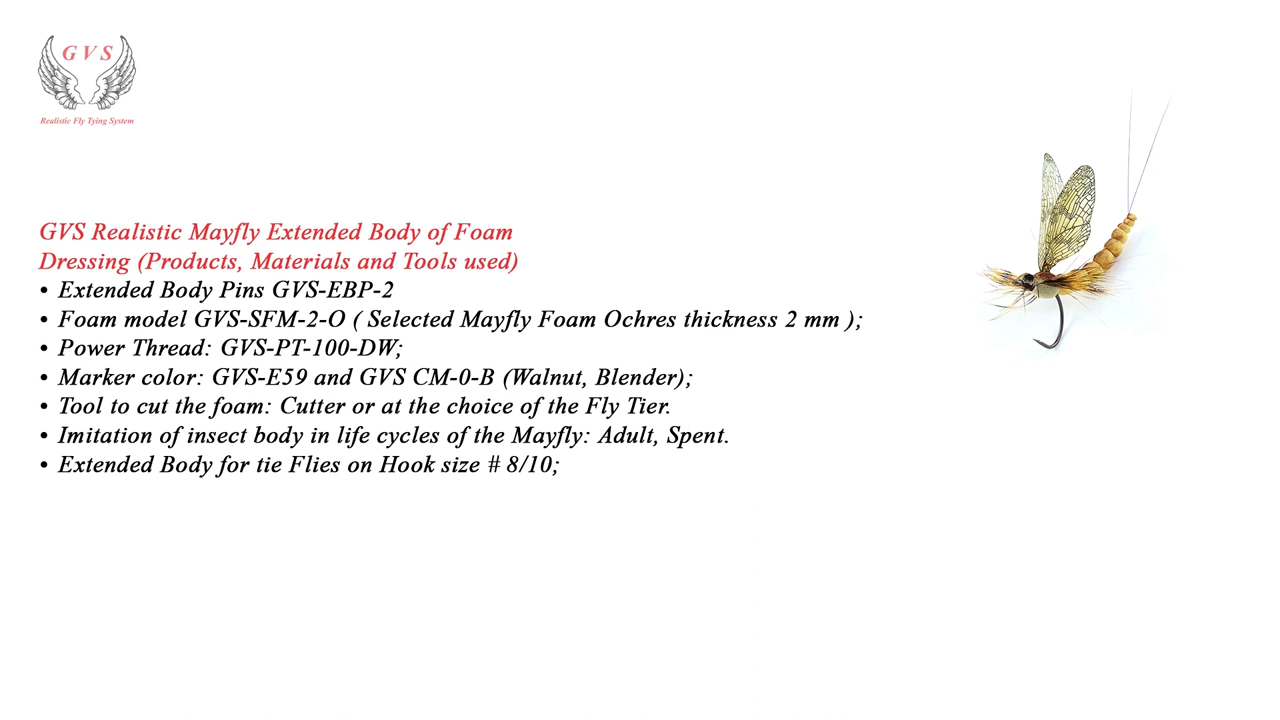 GVS
Realistic Fly Tying System
GVS Realistic Mayfly Extended Body of Foam
Dressing (Products, Materials and Tools used)
• Extended Body Pins GVS-EBP-2
• Foam model GVS-SFM-2-O ( Selected Mayfly Foam Ochres thickness 2 mm );
• Power Thread: GVS-PT-100-DW;
• Marker color: GVS-E59 and GVS CM-0-B (Walnut, Blender);
• Tool to cut the foam: Cutter or at the choice of the Fly Tier.
• Imitation of insect body in life cycles of the Mayfly: Adult, Spent.
• Extended Body for tie Flies on Hook size # 8/10;